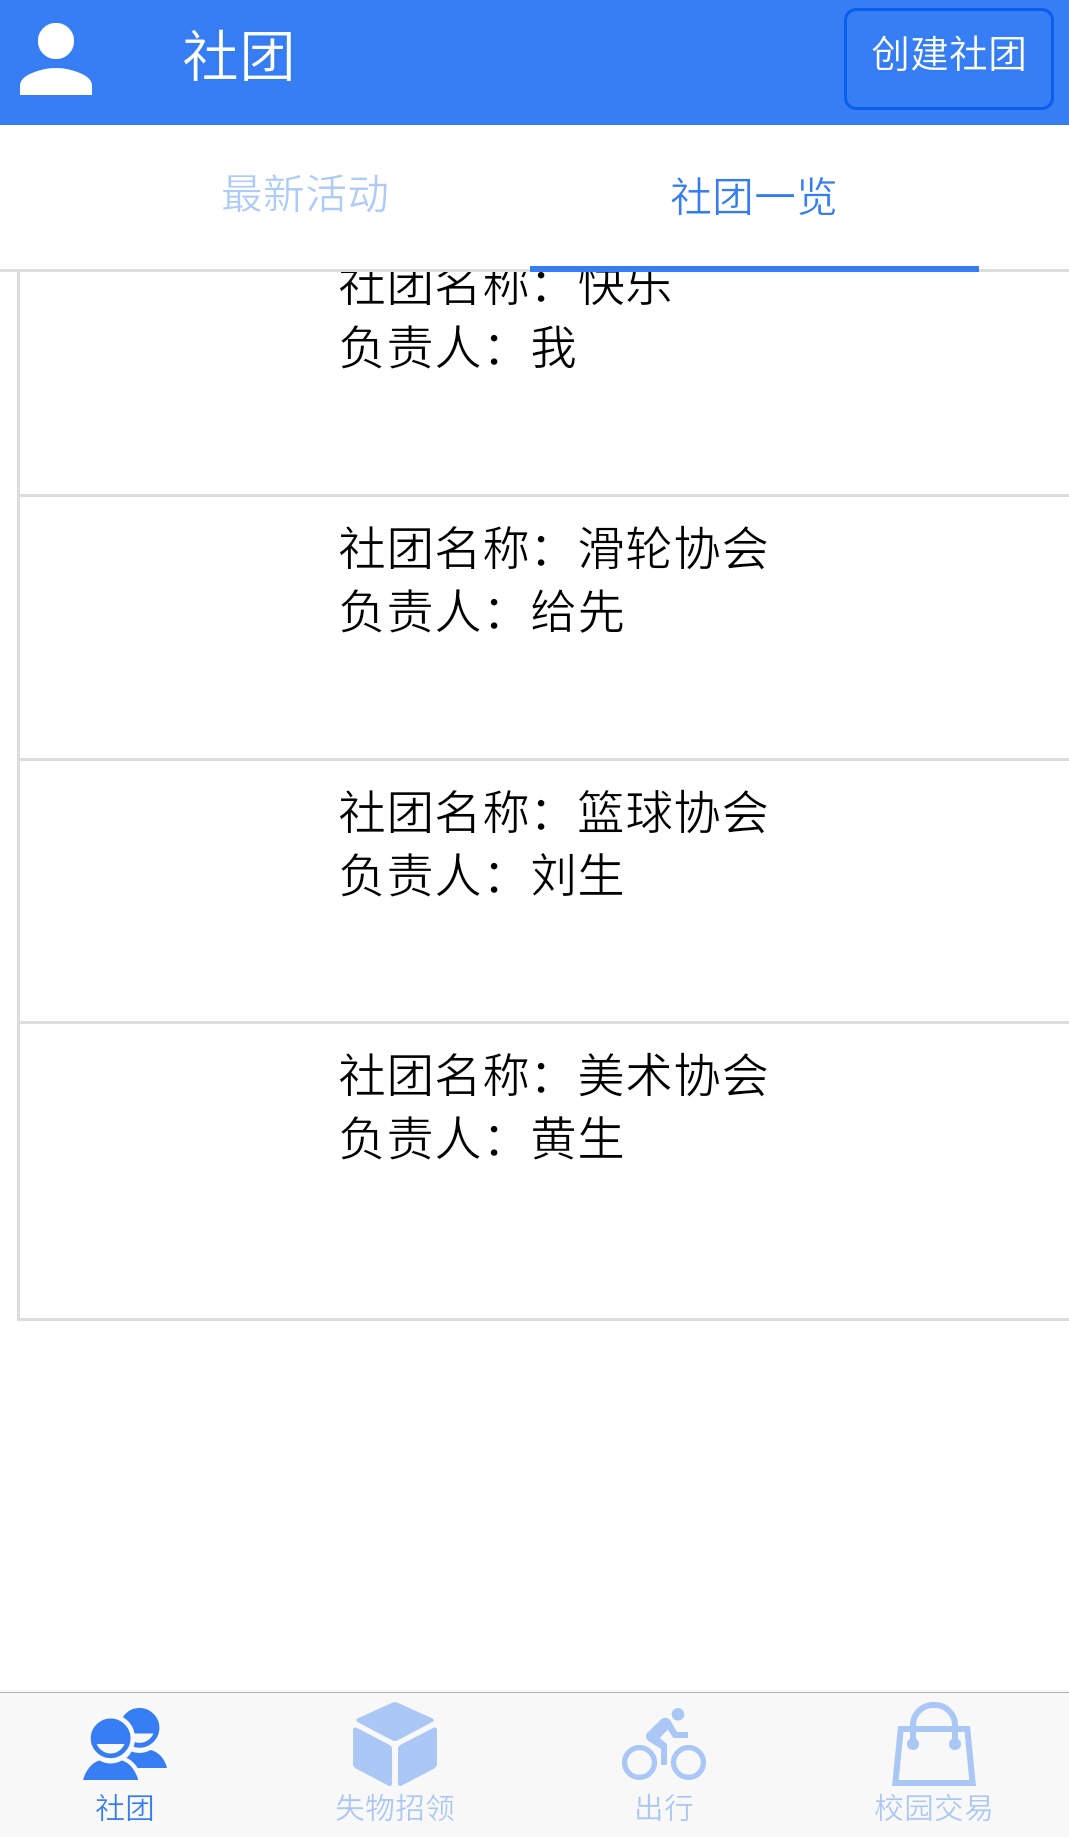 社团
创建社团
最新活动
社团一览
社团名称：快乐
负责人：我
社团名称：滑轮协会
负责人：给先
社团名称：篮球协会
负责人：刘生
社团名称：美术协会
负责人：黄生
社团
失物招领
出行
校园交易